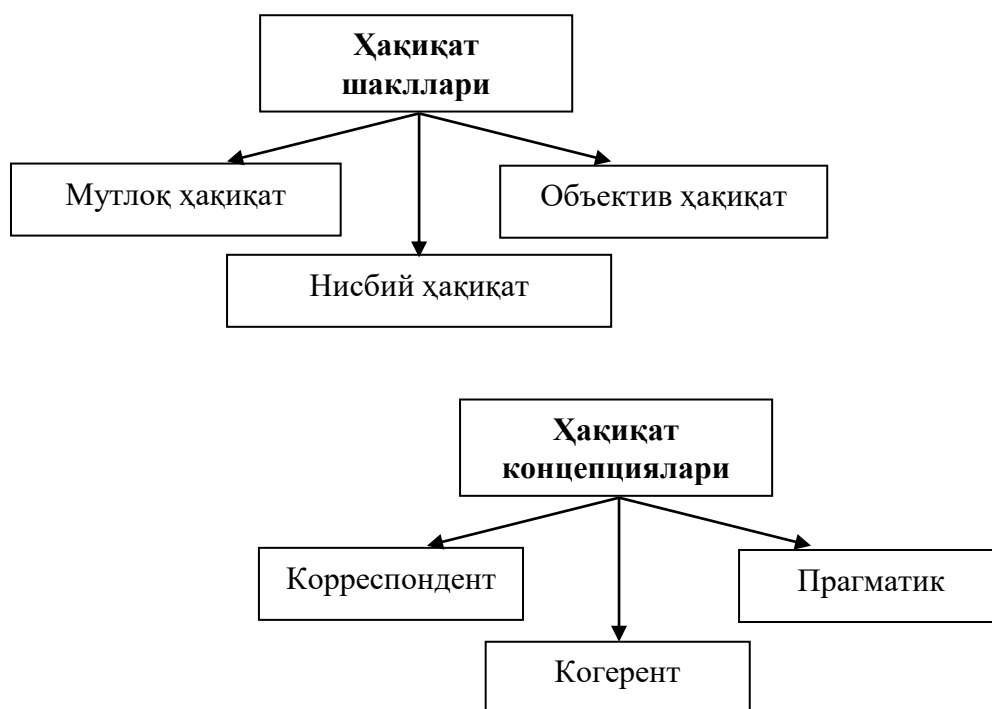 Ҳақиқат
шакллари
Мутлоқ ҳақиқат
Объектив ҳақиқат
Нисбий ҳақиқат
Ҳақиқат
концепциялари
Корреспондент
Прагматик
Когерент